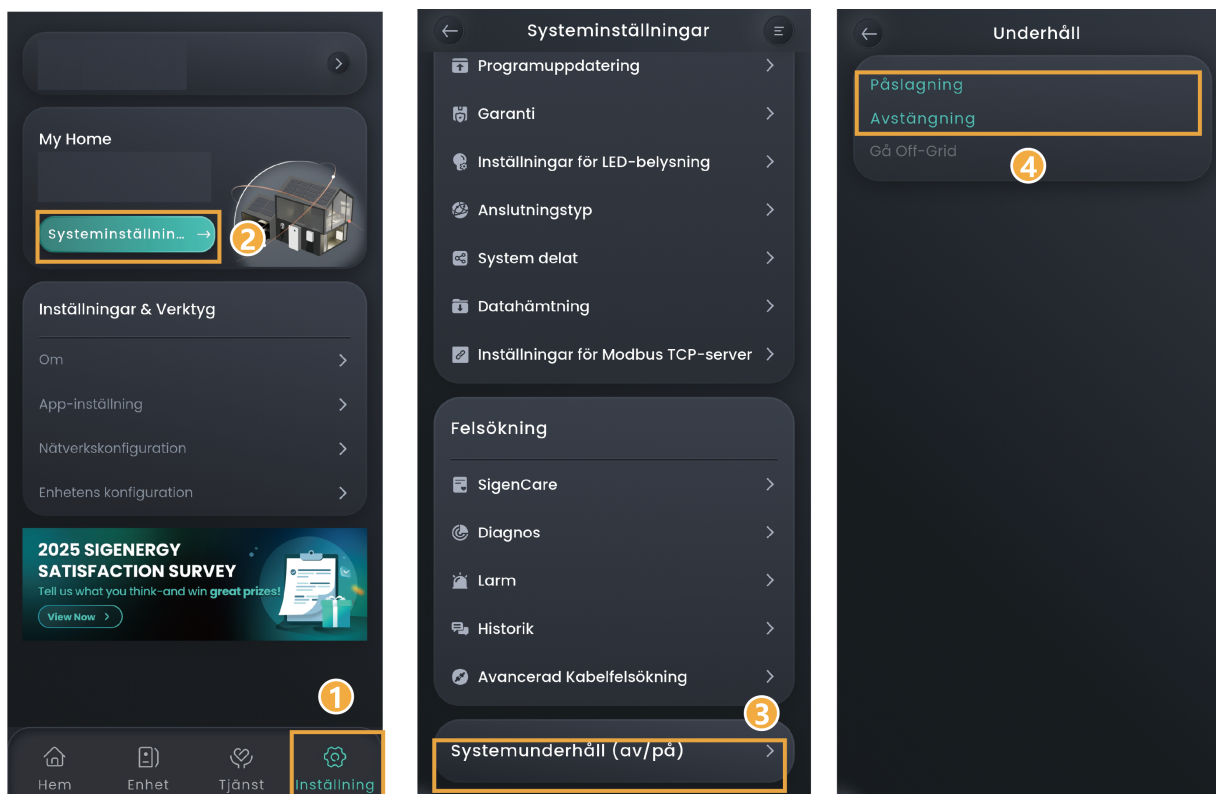 My Home
Systeminställnin... →
2
Inställningar & Verktyg
Om
App-inställning
Nätverkskonfiguration
Enhetens konfiguration
2025 SIGENERGY
SATISFACTION SURVEY
Tell us what you think-and win great prizes!
View Now >
1
Hem
Enhet
Tjänst
Inställning
Systeminställningar
Programuppdatering
Garanti
Inställningar för LED-belysning
Anslutningstyp
System delat
Datahämtning
Inställningar för Modbus TCP-server
Felsökning
SigenCare
Diagnos
Larm
Historik
Avancerad Kabelfelsökning
3
Systemunderhåll (av/på)
Underhåll
Påslagning
Avstängning
Gå Off-Grid
4